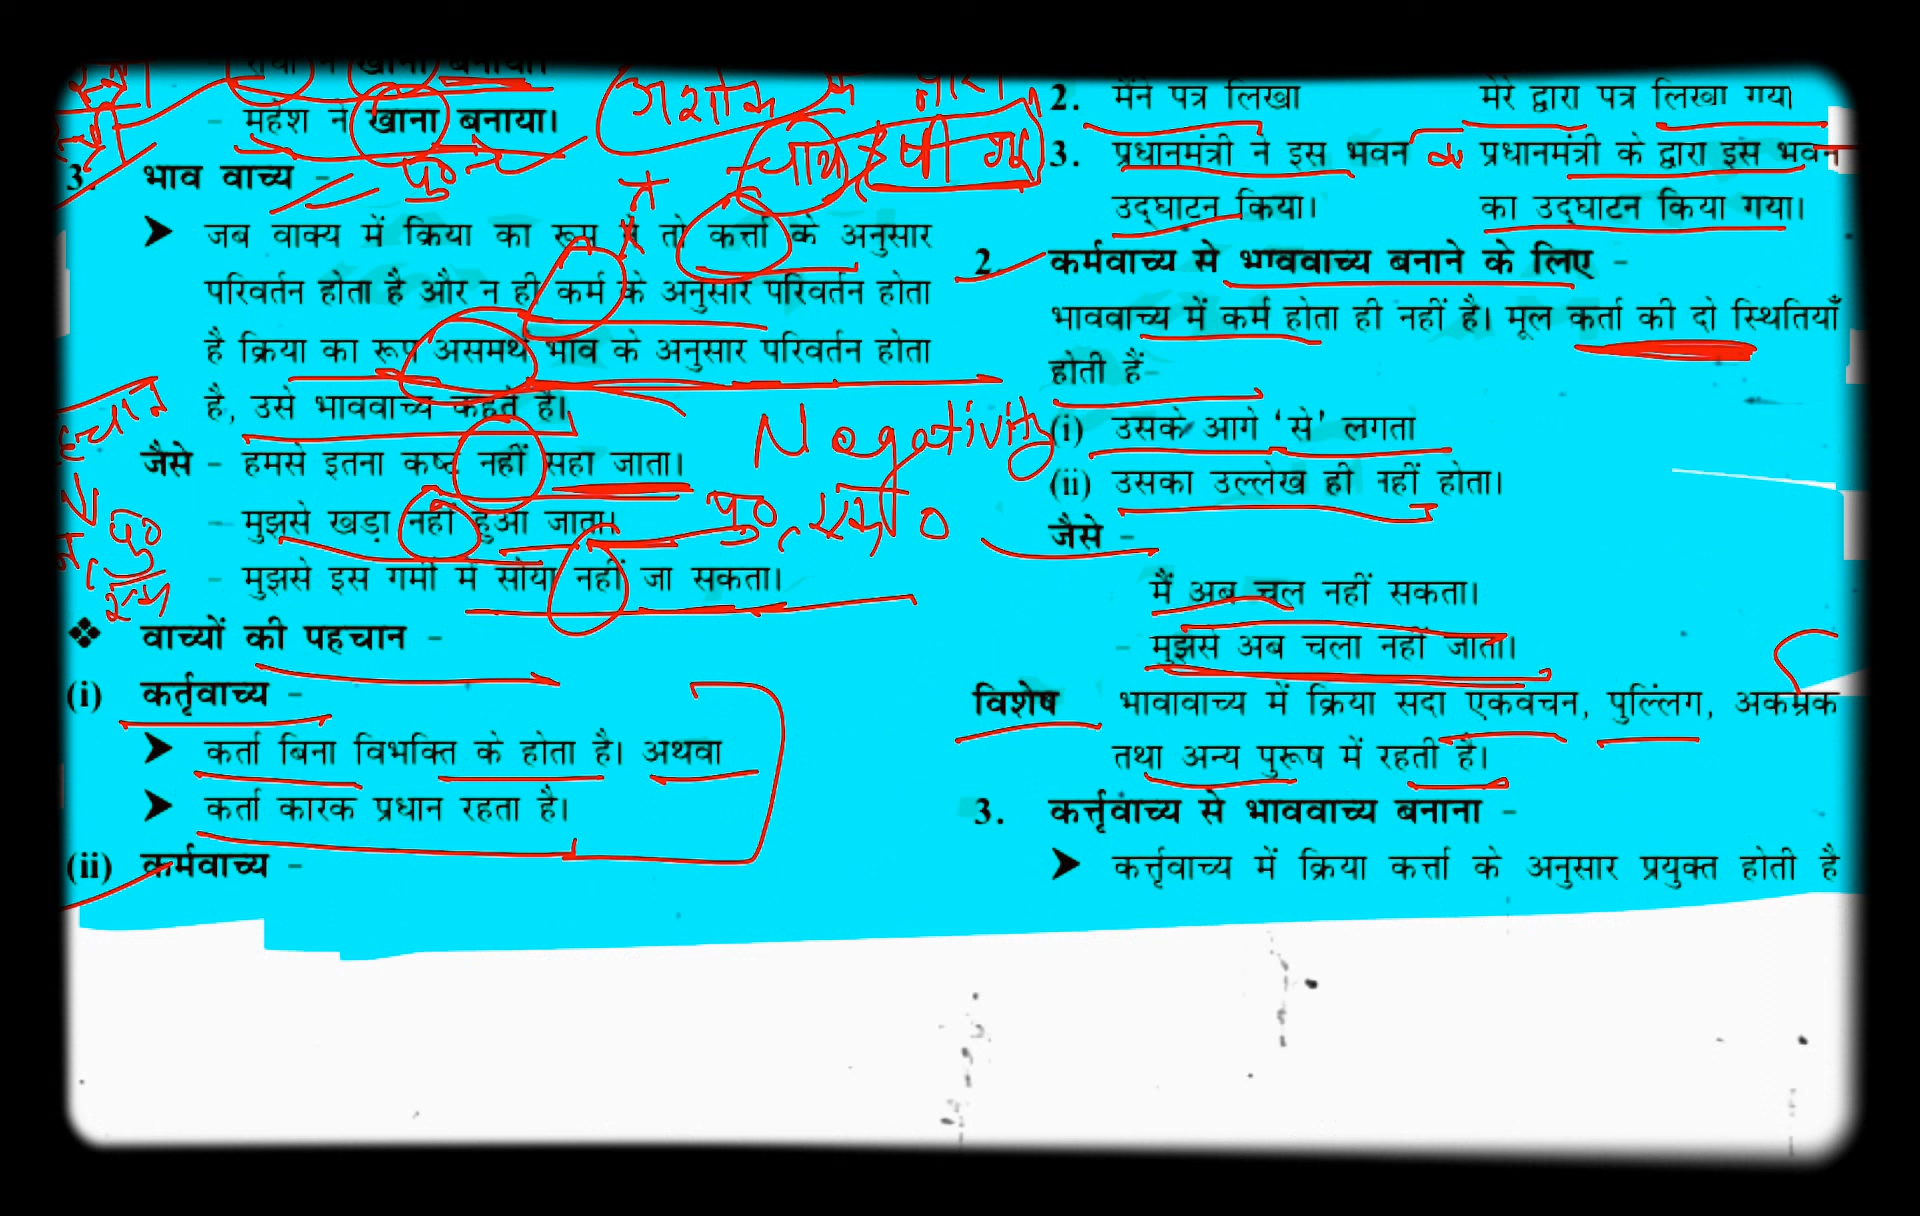 महेश ने खाना बनाया।
3. भाव वाच्य -
जब वाक्य में क्रिया का रूप न तो कर्त्ता के अनुसार
परिवर्तन होता है और न ही कर्म के अनुसार परिवर्तन होता
है क्रिया का रूप असमर्थ भाव के अनुसार परिवर्तन होता
है, उसे भाववाच्य कहते है।
जैसे - हमसे इतना कष्ट नहीं सहा जाता।
- मुझसे खड़ा नहीं हुआ जाता।
- मुझसे इस गर्मी में सोया नहीं जा सकता।
Negativity
पु०
❖ वाच्यों की पहचान -
(i) कर्तृवाच्य -
➤ कर्ता बिना विभक्ति के होता है। अथवा
➤ कर्ता कारक प्रधान रहता है।
(ii) कर्मवाच्य -
2. मैंने पत्र लिखा मेरे द्वारा पत्र लिखा गया
3. प्रधानमंत्री ने इस भवन प्रधानमंत्री के द्वारा इस भवन
उद्घाटन किया। का उद्घाटन किया गया।
2. कर्मवाच्य से भाववाच्य बनाने के लिए -
भाववाच्य में कर्म होता ही नहीं है। मूल कर्ता की दो स्थितियाँ
होती हैं-
(i) उसके आगे 'से' लगता
(ii) उसका उल्लेख ही नहीं होता।
जैसे -
मैं अब चल नहीं सकता।
- मुझसे अब चला नहीं जाता।
विशेष भावावाच्य में क्रिया सदा एकवचन, पुल्लिंग, अकर्मक
तथा अन्य पुरूष में रहती है।
3. कर्त्तृवाच्य से भाववाच्य बनाना -
➤ कर्त्तृवाच्य में क्रिया कर्त्ता के अनुसार प्रयुक्त होती है